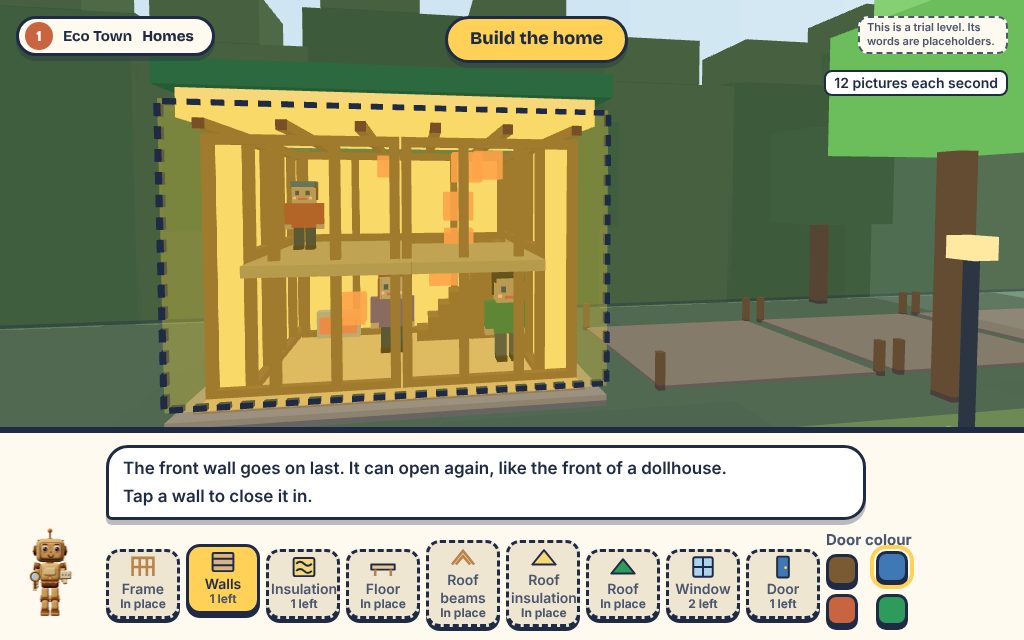 1 Eco Town Homes
Build the home
This is a trial level. Its
words are placeholders.
12 pictures each second
The front wall goes on last. It can open again, like the front of a dollhouse.
Tap a wall to close it in.
Door colour
Frame
In place
Walls
1 left
Insulation
1 left
Floor
In place
Roof
beams
In place
Roof
insulation
In place
Roof
In place
Window
2 left
Door
1 left